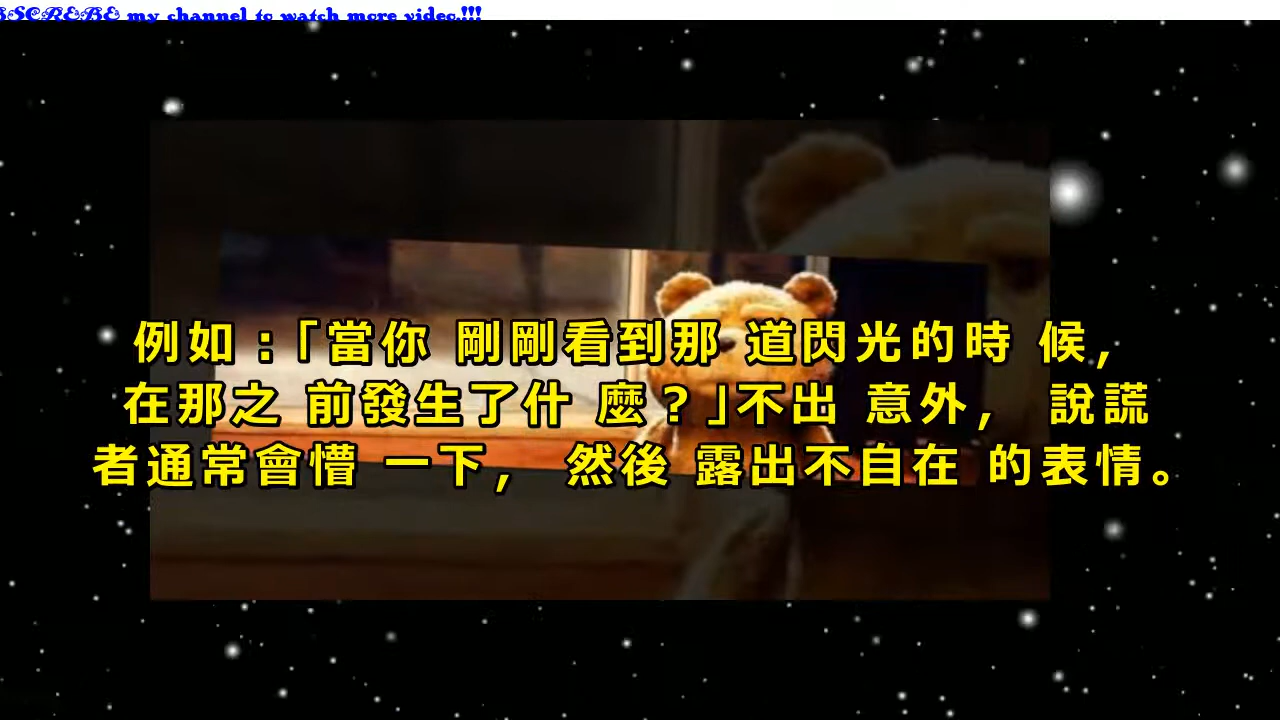 my channel to watch more video.!!!
例如：「當你 剛剛看到那 道閃光的時 候，
在那之 前發生了什 麼？」不出 意外， 說謊
者通常會懵 一下， 然後 露出不自在 的表情。